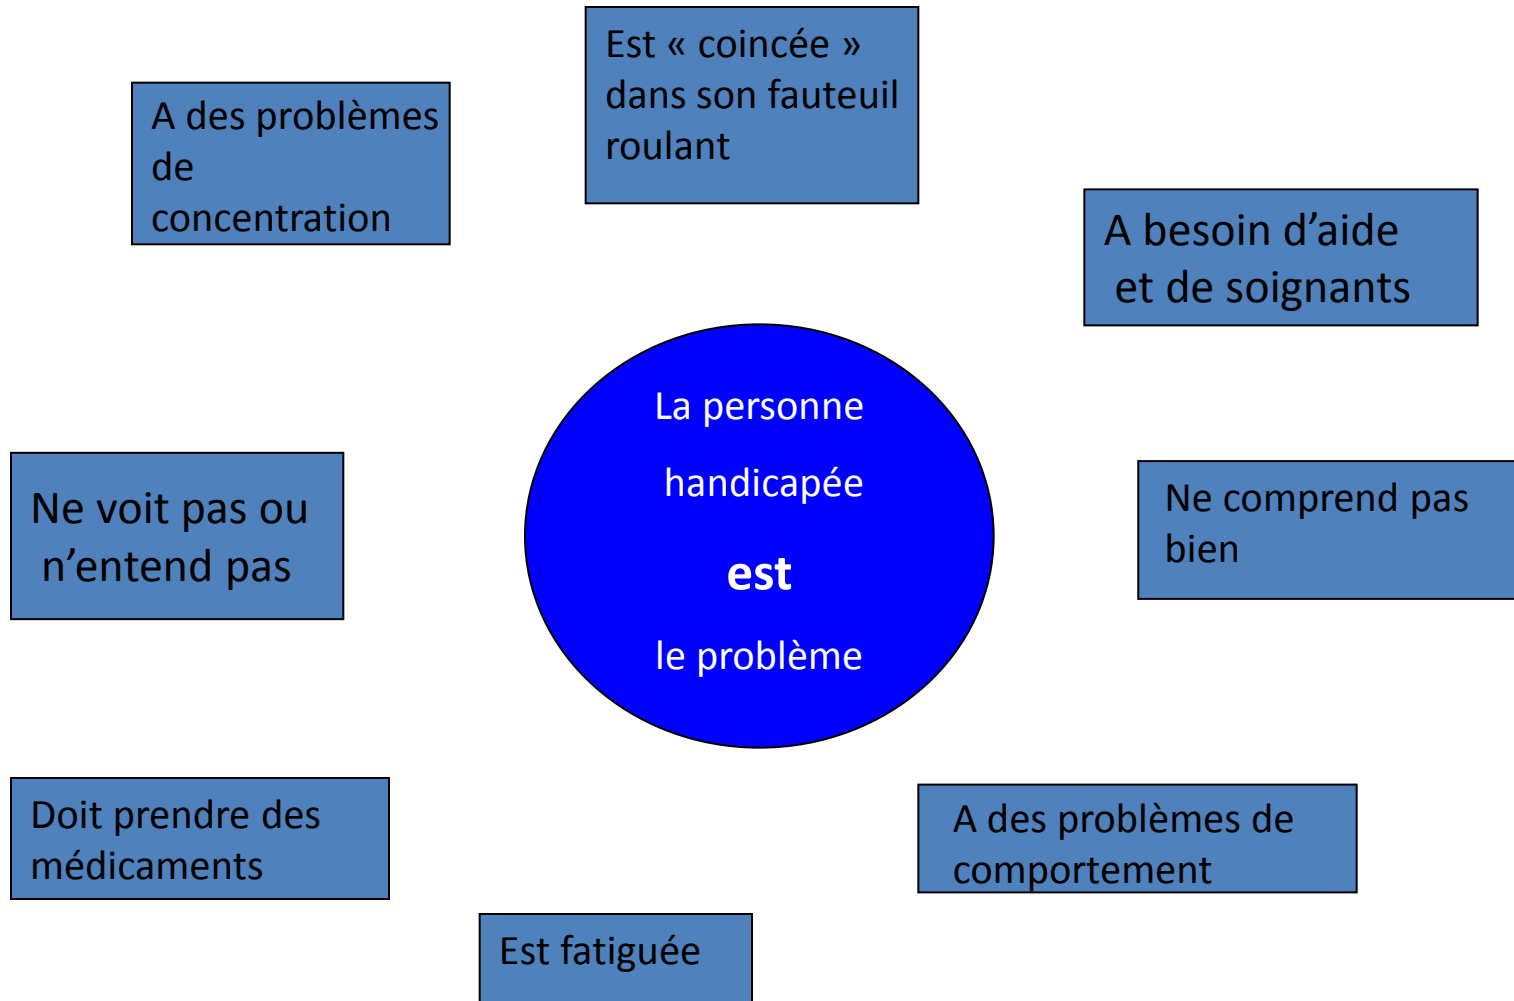 Est « coincée »
dans son fauteuil
roulant
A des problèmes
de
concentration
A besoin d’aide
et de soignants
La personne
handicapée
est
le problème
Ne voit pas ou
n’entend pas
Ne comprend pas
bien
Doit prendre des
médicaments
A des problèmes de
comportement
Est fatiguée